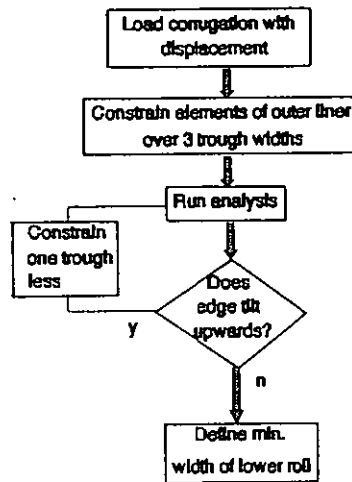 Load corrugation with
displacement
Constrain elements of outer liner
over 3 trough widths
Run analysis
Constrain
one trough
less
Does
edge tilt
upwards?
y
n
Define min.
width of lower roll